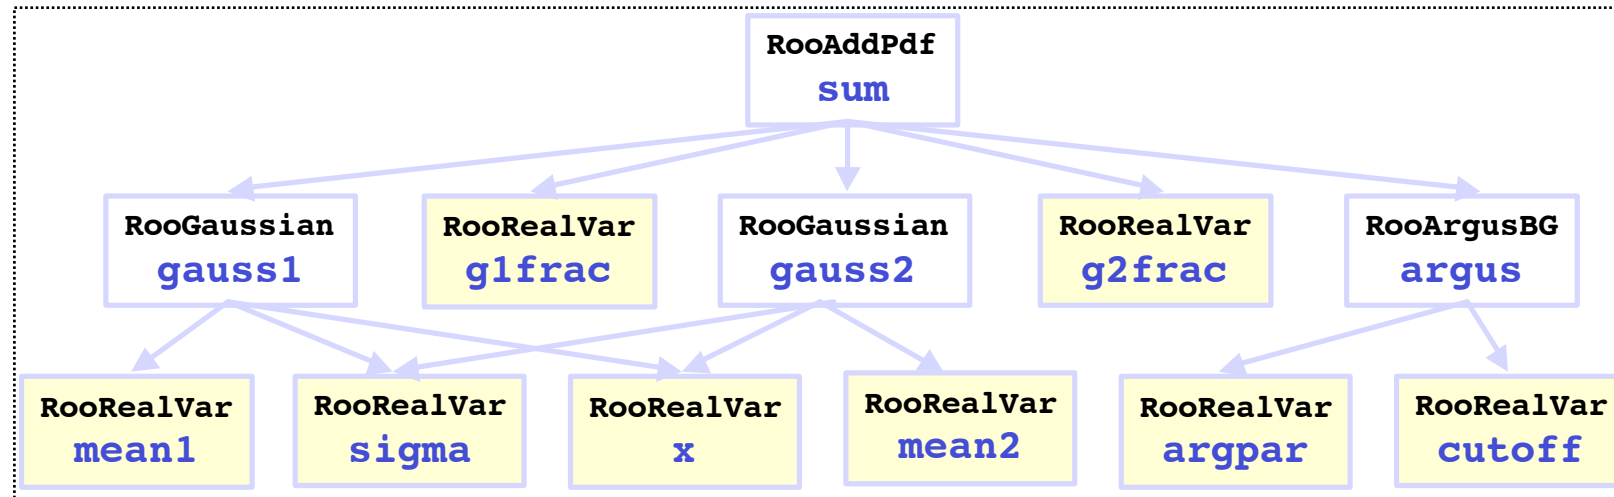 RooAddPdf
sum
RooGaussian
gauss1
RooRealVar
g1frac
RooGaussian
gauss2
RooRealVar
g2frac
RooArgusBG
argus
RooRealVar
mean1
RooRealVar
sigma
RooRealVar
x
RooRealVar
mean2
RooRealVar
argpar
RooRealVar
cutoff